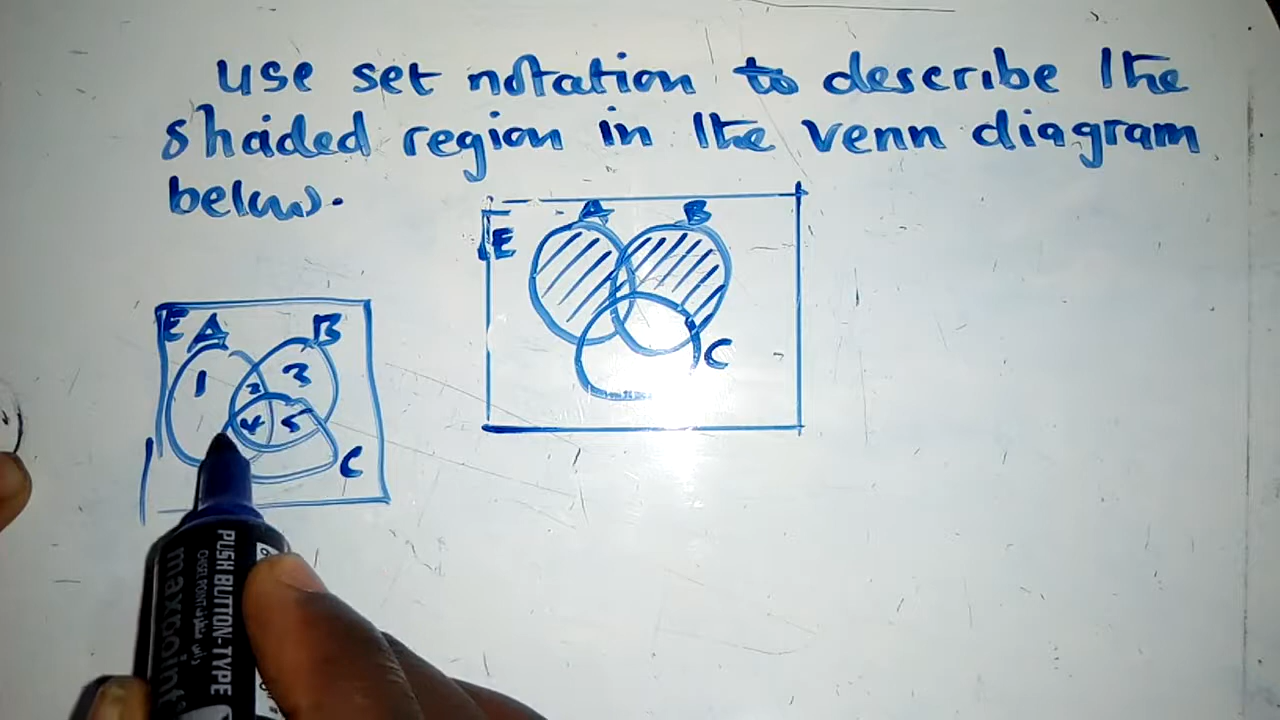 use set notation to describe the
shaded region in the venn diagram
below.
A B
E
C
E A B
1 2 3
4 5
C
PUSH BUTTON-TYPE
maxpoint